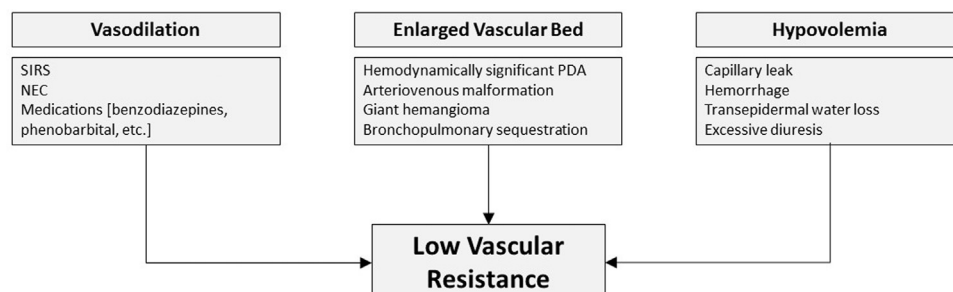 Vasodilation
SIRS
NEC
Medications [benzodiazepines,
phenobarbital, etc.]
Enlarged Vascular Bed
Hemodynamically significant PDA
Arteriovenous malformation
Giant hemangioma
Bronchopulmonary sequestration
Hypovolemia
Capillary leak
Hemorrhage
Transepidermal water loss
Excessive diuresis
Low Vascular
Resistance